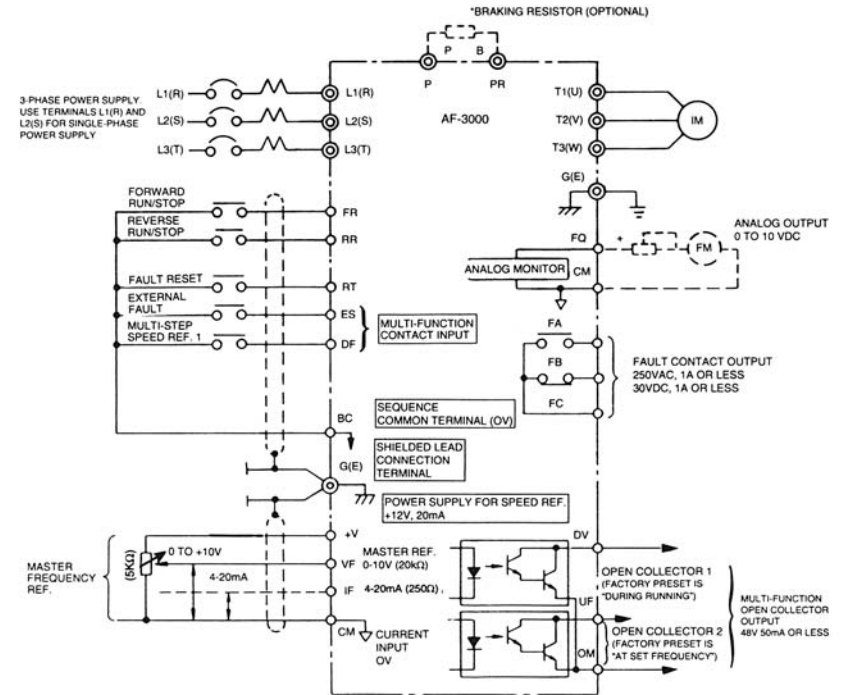 *BRAKING RESISTOR (OPTIONAL)
P B
P PR
3-PHASE POWER SUPPLY.
USE TERMINALS L1(R) AND
L2(S) FOR SINGLE-PHASE
POWER SUPPLY
L1(R)
L2(S)
L3(T)
L1(R)
L2(S)
L3(T)
AF-3000
T1(U)
T2(V)
T3(W)
IM
G(E)
FORWARD
RUN/STOP
FR
REVERSE
RUN/STOP
RR
FAULT RESET
RT
EXTERNAL
FAULT
ES
MULTI-STEP
SPEED REF. 1
DF
MULTI-FUNCTION
CONTACT INPUT
FQ
+
FM
ANALOG OUTPUT
0 TO 10 VDC
ANALOG MONITOR
CM
FA
FB
FC
FAULT CONTACT OUTPUT
250VAC, 1A OR LESS
30VDC, 1A OR LESS
BC
SEQUENCE
COMMON TERMINAL (OV)
G(E)
SHIELDED LEAD
CONNECTION
TERMINAL
POWER SUPPLY FOR SPEED REF.
+12V, 20mA
MASTER
FREQUENCY
REF.
(5KΩ)
0 TO +10V
4-20mA
+V
VF
IF
CM
MASTER REF.
0-10V (20kΩ)
4-20mA (250Ω)
CURRENT
INPUT
OV
DV
OPEN COLLECTOR 1
(FACTORY PRESET IS
"DURING RUNNING")
UF
OPEN COLLECTOR 2
(FACTORY PRESET IS
"AT SET FREQUENCY")
OM
MULTI-FUNCTION
OPEN COLLECTOR
OUTPUT
48V 50mA OR LESS